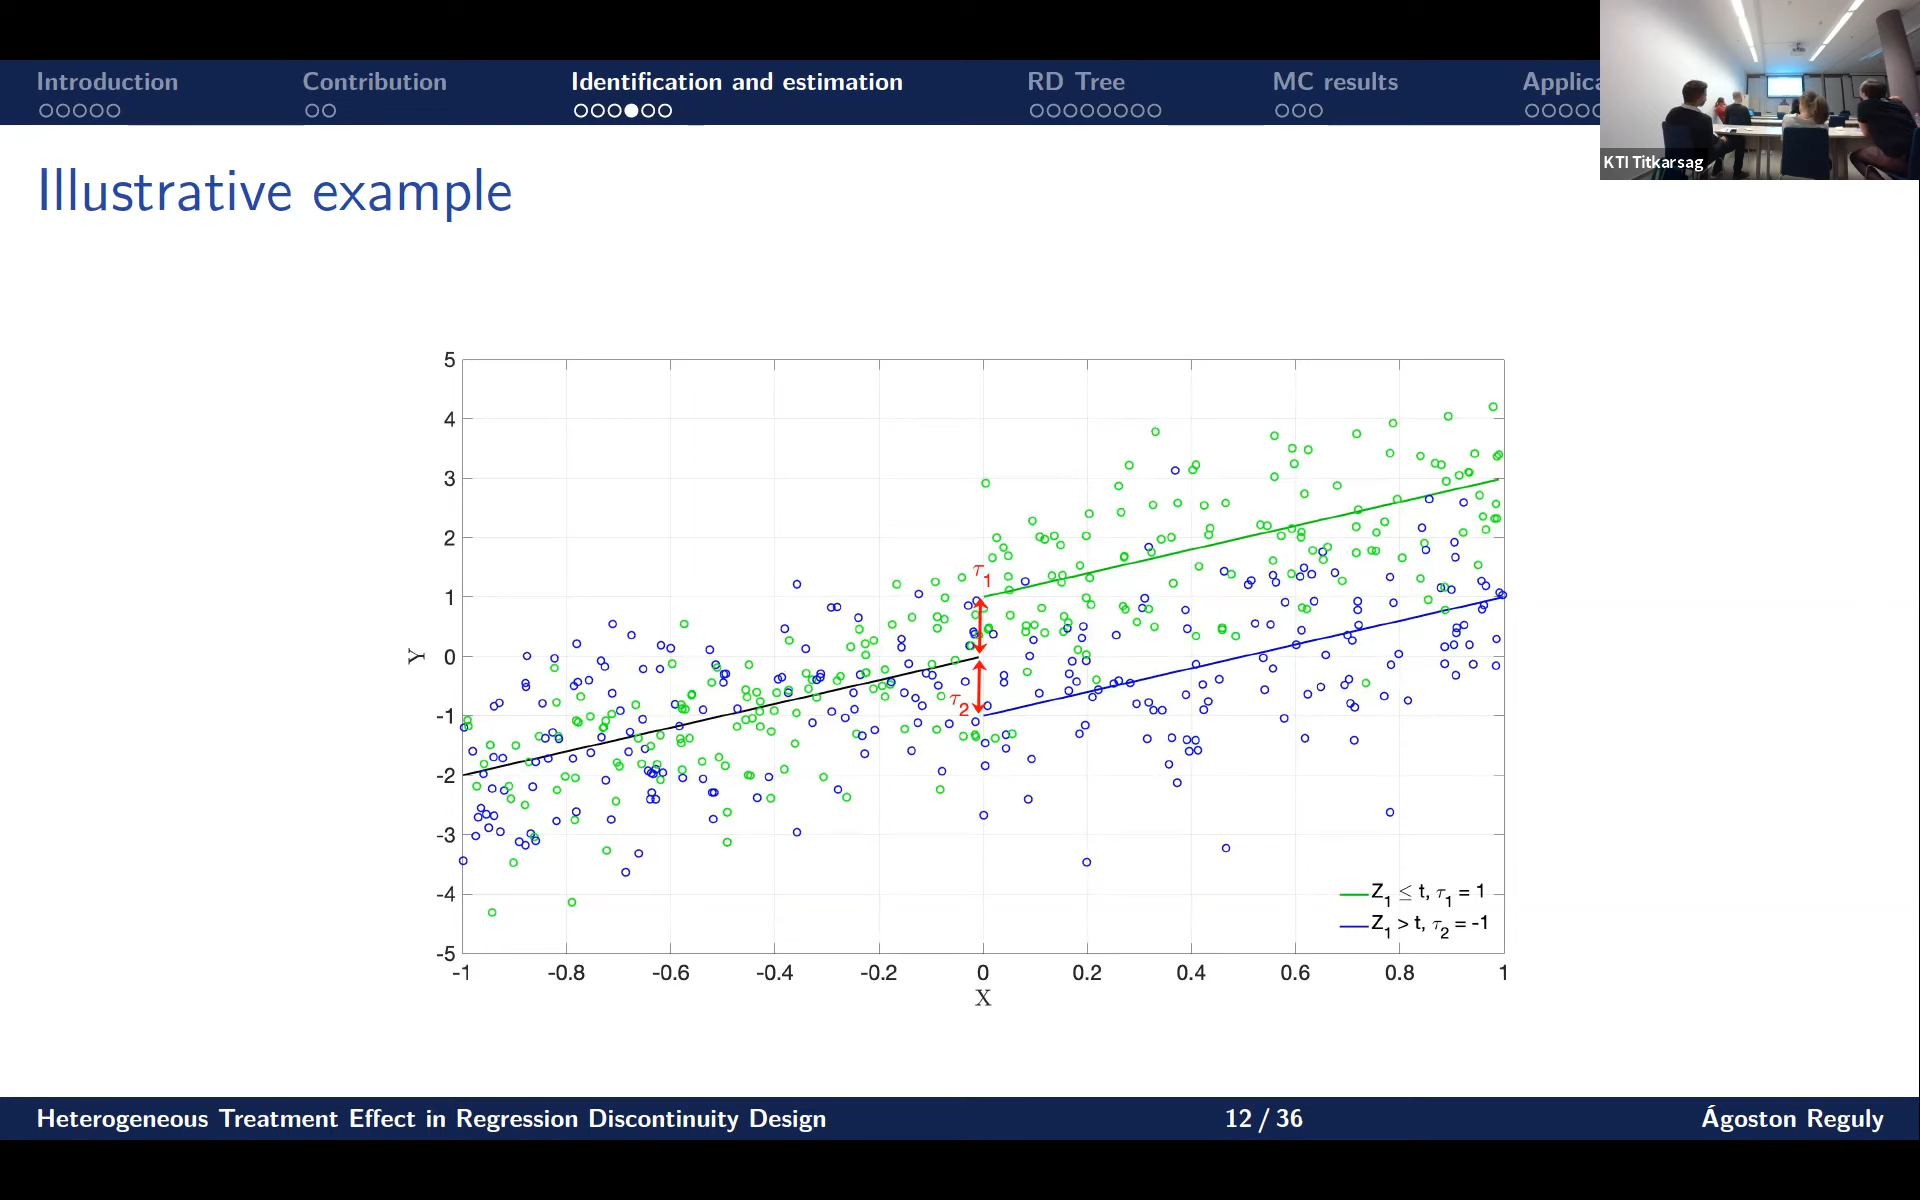 Introduction
Contribution
Identification and estimation
RD Tree
MC results
Applica
KTI Titkarsag
Illustrative example
5
4
3
2
1
0
-1
-2
-3
-4
-5
Y
τ1
τ2
Z1 ≤ t, τ1 = 1
Z1 > t, τ2 = -1
-1 -0.8 -0.6 -0.4 -0.2 0 0.2 0.4 0.6 0.8 1
X
Heterogeneous Treatment Effect in Regression Discontinuity Design
12 / 36
Ágoston Reguly